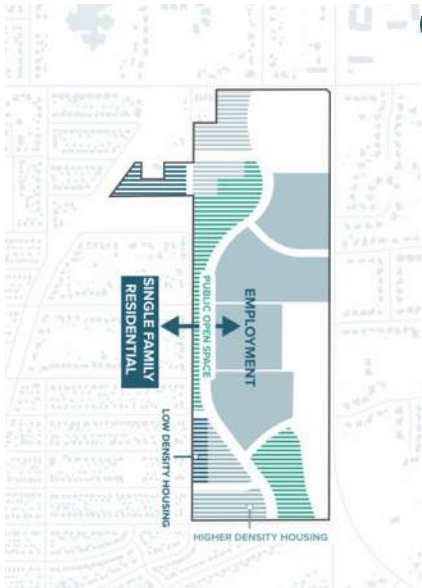 EMPLOYMENT
PUBLIC OPEN SPACE
SINGLE FAMILY
RESIDENTIAL
LOW DENSITY HOUSING
HIGHER DENSITY HOUSING